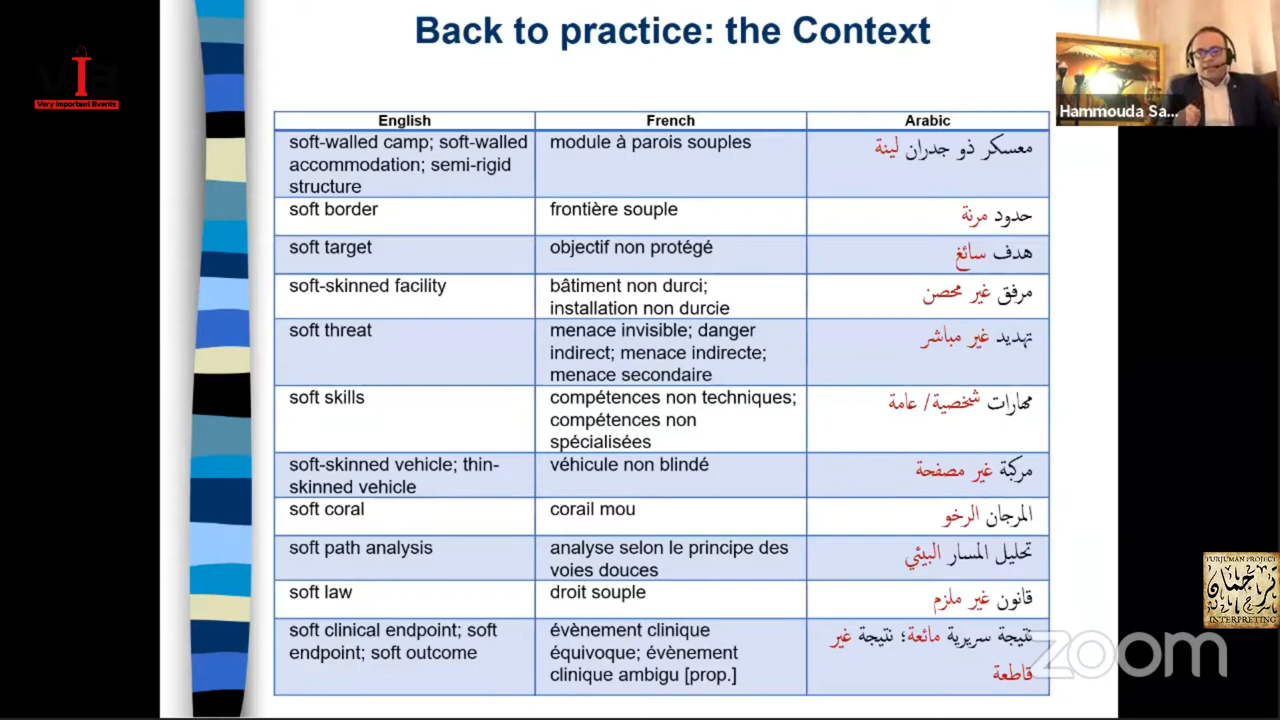 Back to practice: the Context
Very Important Events
Hammouda Sa...
English
French
Arabic
soft-walled camp; soft-walled
accommodation; semi-rigid
structure
module à parois souples
معسكر ذو جدران لينة
soft border
frontière souple
حدود مرنة
soft target
objectif non protégé
هدف سائغ
soft-skinned facility
bâtiment non durci;
installation non durcie
مرفق غير محصن
soft threat
menace invisible; danger
indirect; menace indirecte;
menace secondaire
تهديد غير مباشر
soft skills
compétences non techniques;
compétences non
spécialisées
مهارات شخصية/ عامة
soft-skinned vehicle; thin-
skinned vehicle
véhicule non blindé
مركبة غير مصفحة
soft coral
corail mou
المرجان الرخو
soft path analysis
analyse selon le principe des
voies douces
تحليل المسار البيئي
soft law
droit souple
قانون غير ملزم
soft clinical endpoint; soft
endpoint; soft outcome
évènement clinique
équivoque; évènement
clinique ambigu [prop.]
نتيجة سريرية مائعة؛ نتيجة غير
قاطعة
TURJUMAN PROJECT
ترجمان
INTERPRETING
zoom